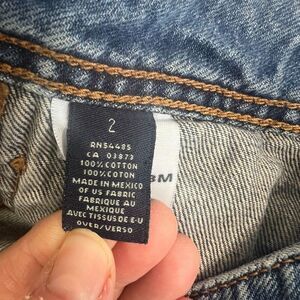 2
RN54485
CA 03873
100% COTTON
100% COTON
MADE IN MEXICO
OF US FABRIC
FABRIQUE AU
MEXIQUE
AVEC TISSUS DE E-U
OVER/VERSO